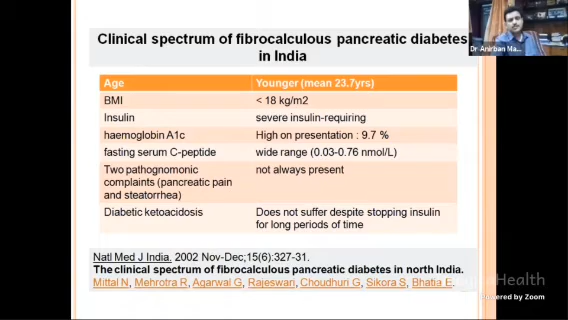 Clinical spectrum of fibrocalculous pancreatic diabetes
in India
Dr Anirban Ma...
Age Younger (mean 23.7yrs)
BMI < 18 kg/m2
Insulin severe insulin-requiring
haemoglobin A1c High on presentation : 9.7 %
fasting serum C-peptide wide range (0.03-0.76 nmol/L)
Two pathognomonic not always present
complaints (pancreatic pain
and steatorrhea)
Diabetic ketoacidosis Does not suffer despite stopping insulin
for long periods of time
Natl Med J India. 2002 Nov-Dec;15(6):327-31.
The clinical spectrum of fibrocalculous pancreatic diabetes in north India.
Mittal N, Mehrotra R, Agarwal G, Rajeswari, Choudhuri G, Sikora S, Bhatia E.
Health
Powered by Zoom